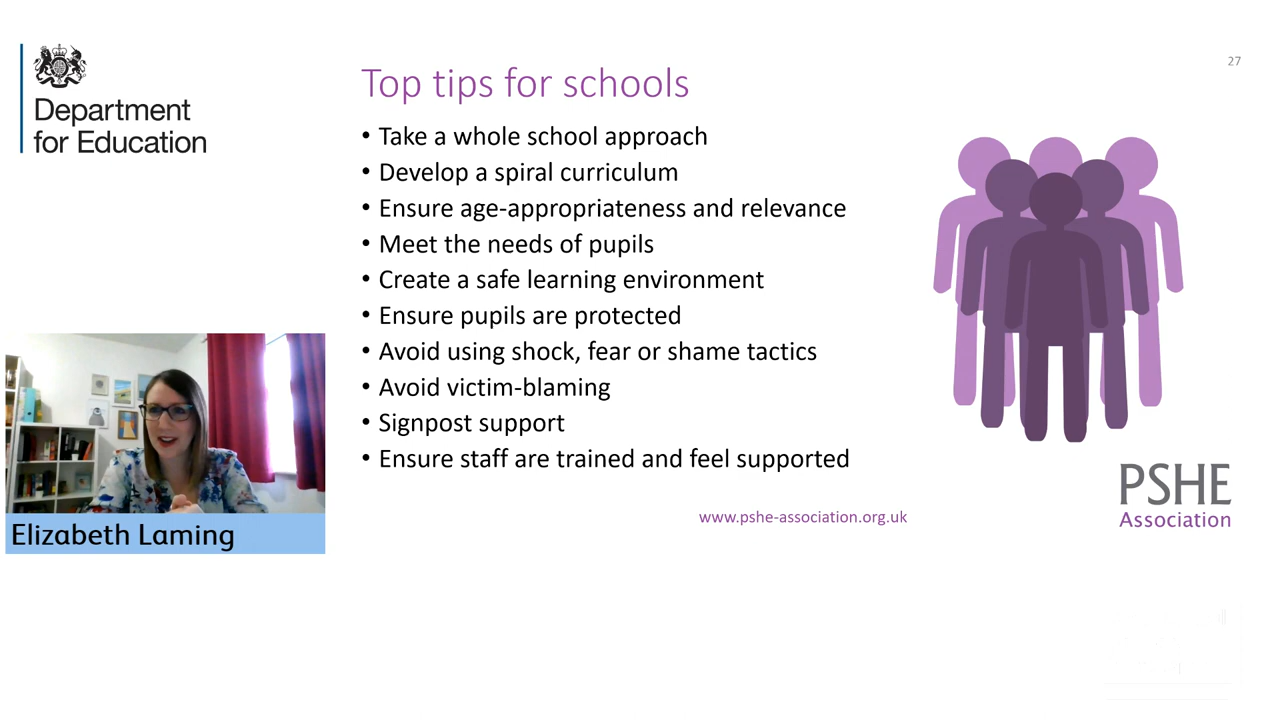 Department
for Education
Top tips for schools
27
• Take a whole school approach
• Develop a spiral curriculum
• Ensure age-appropriateness and relevance
• Meet the needs of pupils
• Create a safe learning environment
• Ensure pupils are protected
• Avoid using shock, fear or shame tactics
• Avoid victim-blaming
• Signpost support
• Ensure staff are trained and feel supported
www.pshe-association.org.uk
PSHE
Association
Elizabeth Laming